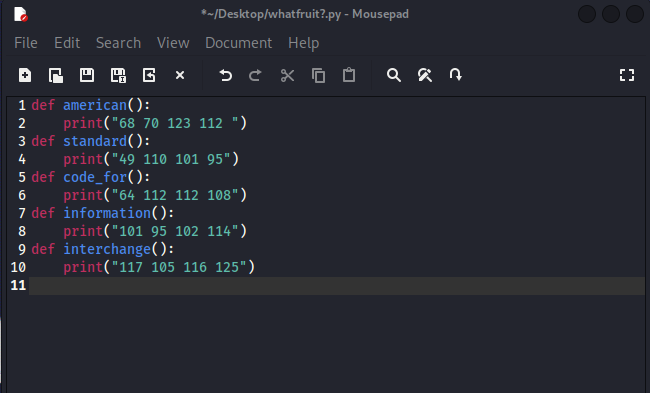 *~/Desktop/whatfruit?.py - Mousepad
File Edit Search View Document Help
1 def american():
2     print("68 70 123 112 ")
3 def standard():
4     print("49 110 101 95")
5 def code_for():
6     print("64 112 112 108")
7 def information():
8     print("101 95 102 114")
9 def interchange():
10     print("117 105 116 125")
11